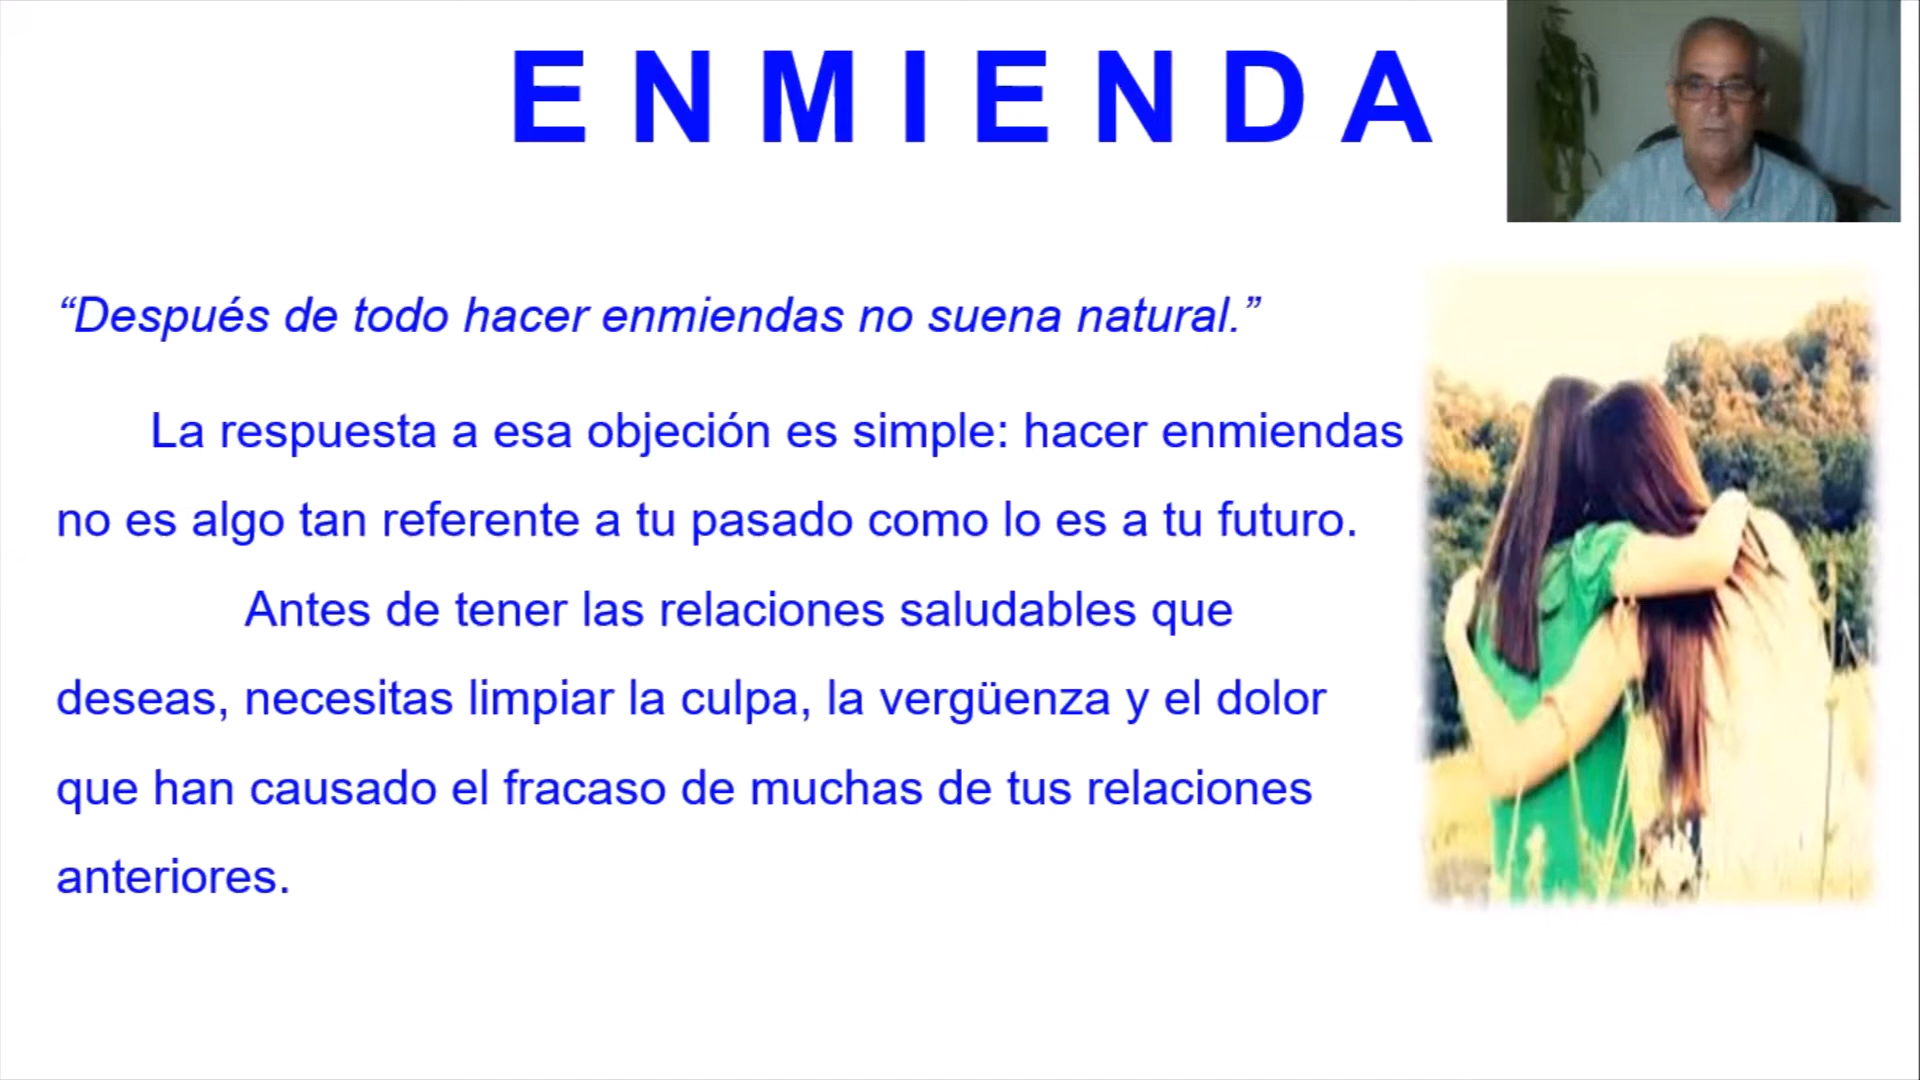 E N M I E N D A
“Después de todo hacer enmiendas no suena natural.”
La respuesta a esa objeción es simple: hacer enmiendas
no es algo tan referente a tu pasado como lo es a tu futuro.
Antes de tener las relaciones saludables que
deseas, necesitas limpiar la culpa, la vergüenza y el dolor
que han causado el fracaso de muchas de tus relaciones
anteriores.